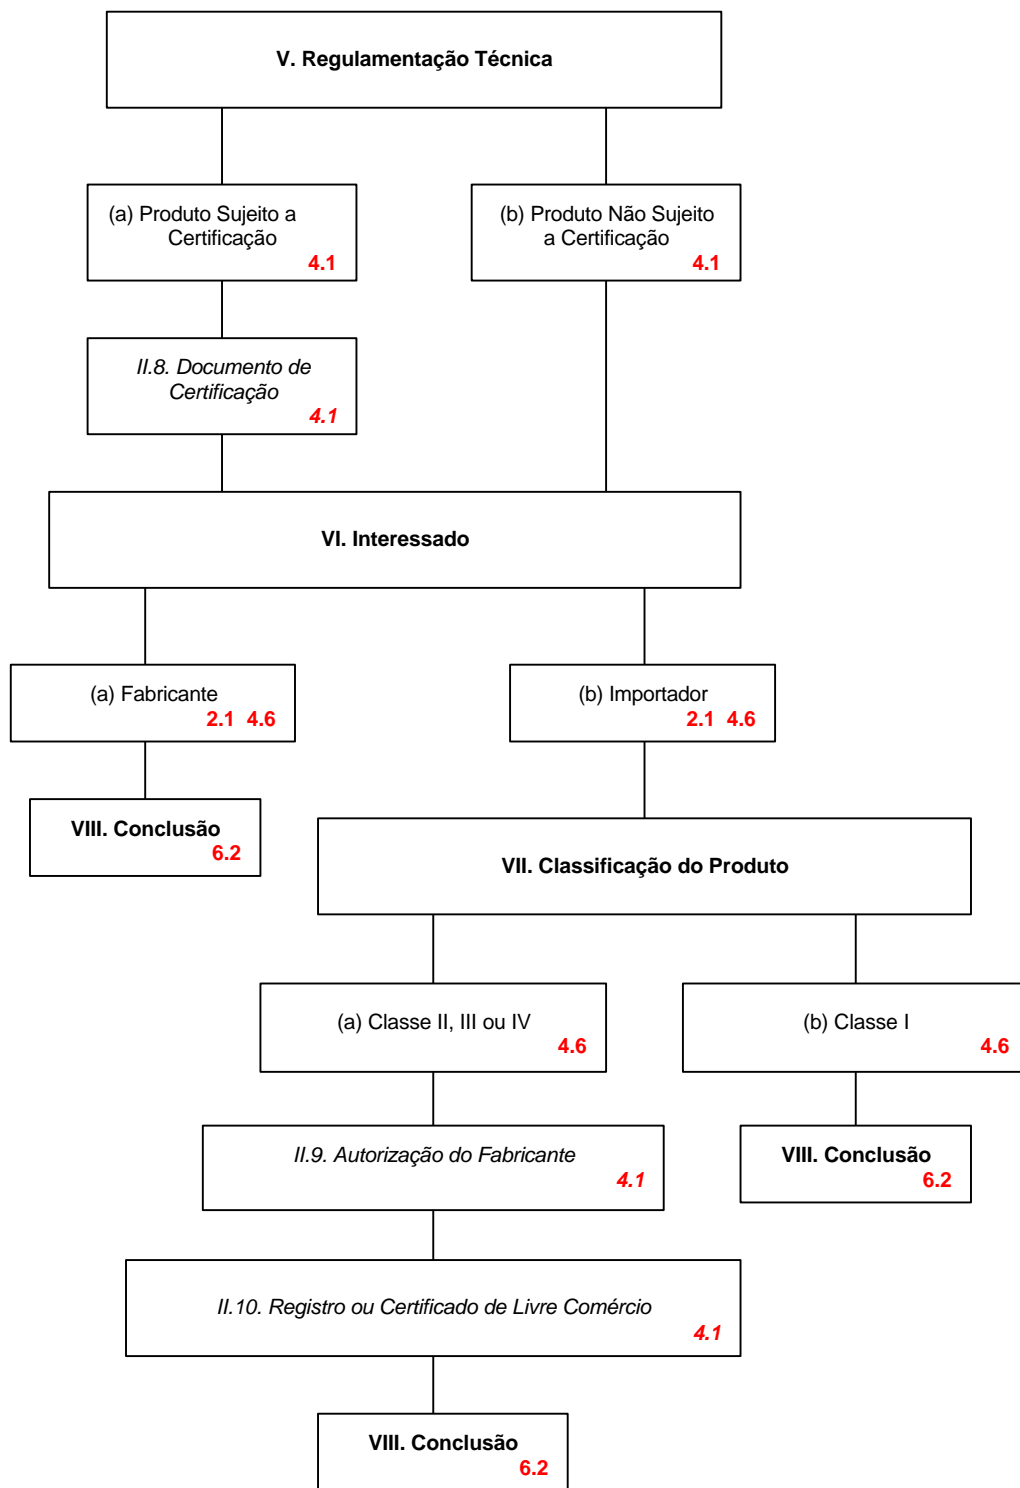 V. Regulamentação Técnica
(a) Produto Sujeito a
Certificação
4.1
(b) Produto Não Sujeito
a Certificação
4.1
II.8. Documento de
Certificação
4.1
VI. Interessado
(a) Fabricante
2.1 4.6
(b) Importador
2.1 4.6
VIII. Conclusão
6.2
VII. Classificação do Produto
(a) Classe II, III ou IV
4.6
(b) Classe I
4.6
II.9. Autorização do Fabricante
4.1
VIII. Conclusão
6.2
II.10. Registro ou Certificado de Livre Comércio
4.1
VIII. Conclusão
6.2